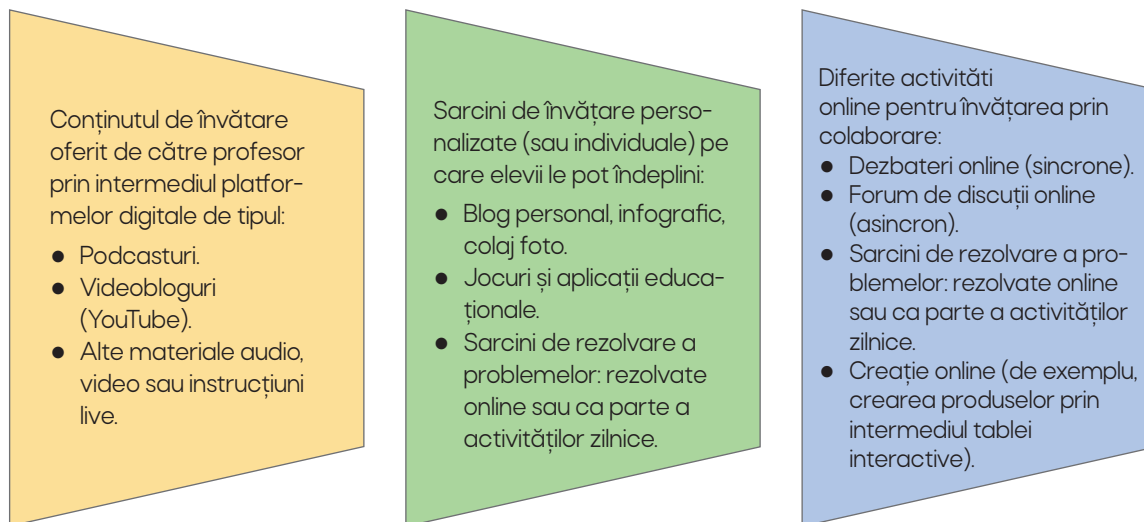 Conținutul de învătare
oferit de către profesor
prin intermediul platfor-
melor digitale de tipul:
● Podcasturi.
● Videobloguri
(YouTube).
● Alte materiale audio,
video sau instrucțiuni
live.
Sarcini de învățare perso-
nalizate (sau individuale) pe
care elevii le pot îndeplini:
● Blog personal, infografic,
colaj foto.
● Jocuri și aplicații educa-
ționale.
● Sarcini de rezolvare a
problemelor: rezolvate
online sau ca parte a
activităților zilnice.
Diferite activităti
online pentru învățarea prin
colaborare:
● Dezbateri online (sincrone).
● Forum de discuții online
(asincron).
● Sarcini de rezolvare a pro-
blemelor: rezolvate online
sau ca parte a activităților
zilnice.
● Creație online (de exemplu,
crearea produselor prin
intermediul tablei
interactive).